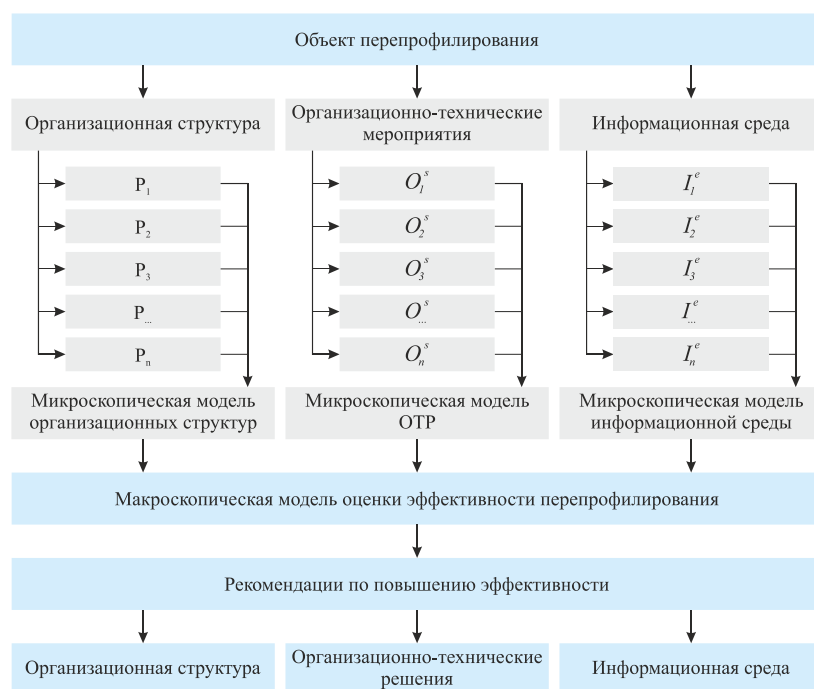 Объект перепрофилирования
Организационная структура
Организационно-технические
мероприятия
Информационная среда
P₁
P₂
P₃
P...
Pₙ
O₁ˢ
O₂ˢ
O₃ˢ
O...ˢ
Oₙˢ
I₁ᵉ
I₂ᵉ
I₃ᵉ
I...ᵉ
Iₙᵉ
Микроскопическая модель
организационных структур
Микроскопическая модель
ОТР
Микроскопическая модель
информационной среды
Макроскопическая модель оценки эффективности перепрофилирования
Рекомендации по повышению эффективности
Организационная структура
Организационно-технические
решения
Информационная среда